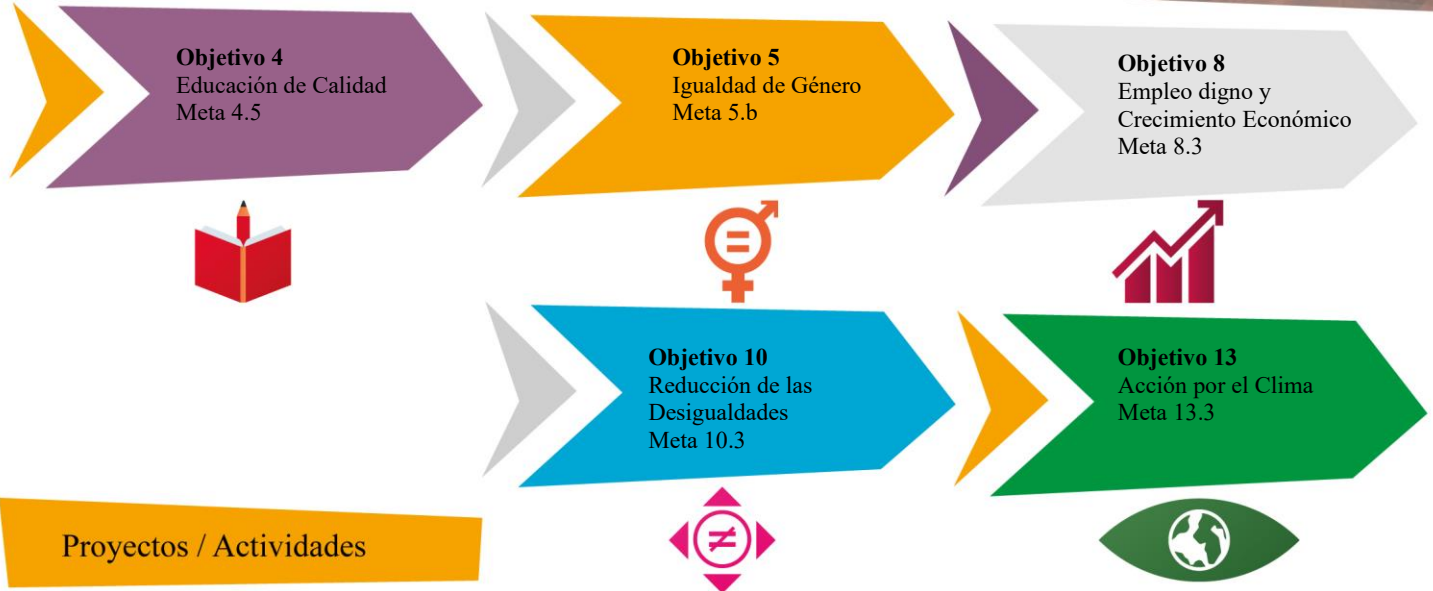 Objetivo 4
Educación de Calidad
Meta 4.5
Objetivo 5
Igualdad de Género
Meta 5.b
Objetivo 8
Empleo digno y
Crecimiento Económico
Meta 8.3
Objetivo 10
Reducción de las
Desigualdades
Meta 10.3
Objetivo 13
Acción por el Clima
Meta 13.3
Proyectos / Actividades